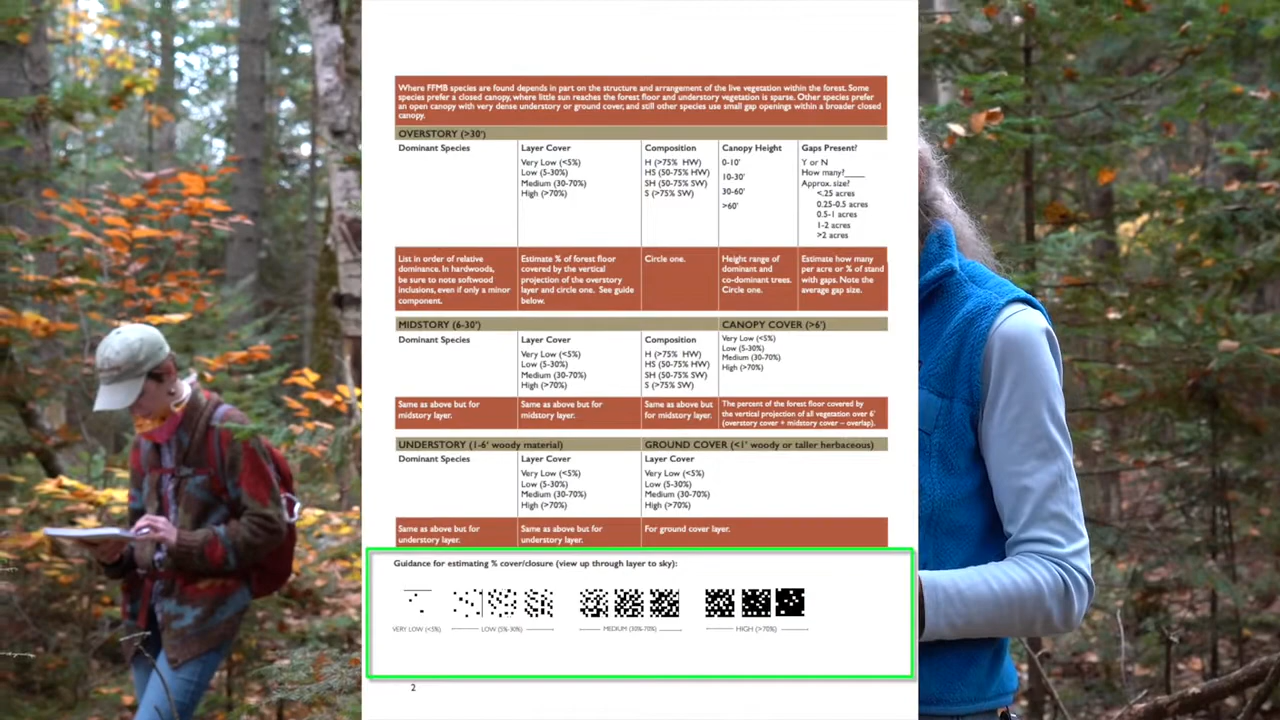 Where FFMB species are found depends in part on the structure and arrangement of the live vegetation within the forest. Some
species prefer a closed canopy, where little sun reaches the forest floor and understory vegetation is sparse. Other species prefer
an open canopy with very dense understory or ground cover, and still other species use small gap openings within a broader closed
canopy.
OVERSTORY (>30')
Dominant Species
Layer Cover
Very Low (<5%)
Low (5-30%)
Medium (30-70%)
High (>70%)
Composition
H (>75% HW)
HS (50-75% HW)
SH (50-75% SW)
S (>75% SW)
Canopy Height
0-10'
10-30'
30-60'
>60'
Gaps Present?
Y or N
How many?____
Approx. size?
<.25 acres
0.25-0.5 acres
0.5-1 acres
1-2 acres
>2 acres
List in order of relative
dominance. In hardwoods,
be sure to note softwood
inclusions, even if only a minor
component.
Estimate % of forest floor
covered by the vertical
projection of the overstory
layer and circle one. See guide
below.
Circle one.
Height range of
dominant and
co-dominant trees.
Circle one.
Estimate how many
per acre or % of stand
with gaps. Note the
average gap size.
MIDSTORY (6-30')
CANOPY COVER (>6')
Dominant Species
Layer Cover
Very Low (<5%)
Low (5-30%)
Medium (30-70%)
High (>70%)
Composition
H (>75% HW)
HS (50-75% HW)
SH (50-75% SW)
S (>75% SW)
Very Low (<5%)
Low (5-30%)
Medium (30-70%)
High (>70%)
Same as above but for
midstory layer.
Same as above but for
midstory layer.
Same as above but
for midstory layer.
The percent of the forest floor covered by
the vertical projection of all vegetation over 6'
(overstory cover + midstory cover – overlap).
UNDERSTORY (1-6' woody material)
GROUND COVER (<1' woody or taller herbaceous)
Dominant Species
Layer Cover
Very Low (<5%)
Low (5-30%)
Medium (30-70%)
High (>70%)
Layer Cover
Very Low (<5%)
Low (5-30%)
Medium (30-70%)
High (>70%)
Same as above but for
understory layer.
Same as above but for
understory layer.
For ground cover layer.
Guidance for estimating % cover/closure (view up through layer to sky):
VERY LOW (<5%)
LOW (5%-30%)
MEDIUM (30%-70%)
HIGH (>70%)
2